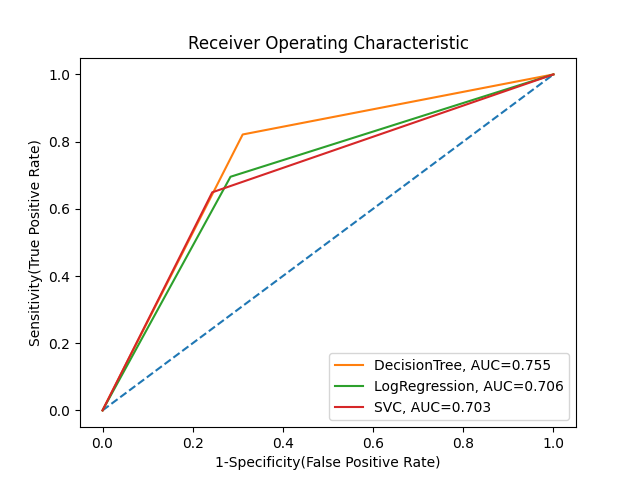 Receiver Operating Characteristic
1.0
0.8
0.6
0.4
0.2
0.0
Sensitivity(True Positive Rate)
DecisionTree, AUC=0.755
LogRegression, AUC=0.706
SVC, AUC=0.703
0.0 0.2 0.4 0.6 0.8 1.0
1-Specificity(False Positive Rate)